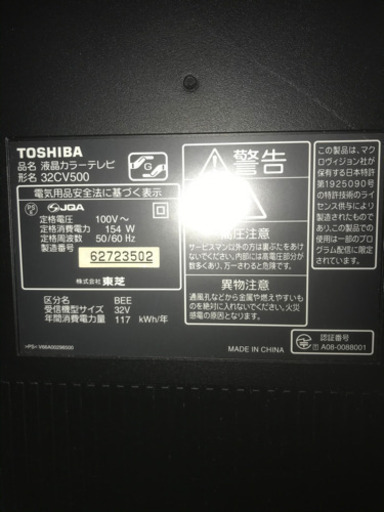 TOSHIBA
品名 液晶カラーテレビ
形名 32CV500
G
電気用品安全法に基づく表示
PS
E
JQA
定格電圧 100V～
定格消費電力 154 W
定格周波数 50/60 Hz
製造番号
62723502
株式会社 東芝
区分名 BEE
受信機型サイズ 32V
年間消費電力量 117 kWh/年
警告
高圧注意
サービスマン以外の方は裏ぶたをあけ
ないでください。内部には高電圧部分が
数多くあり、万一さわると危険です。
異物注意
通風孔などから金属や燃えやすいもの
を絶対に入れないでください。火災
感電の原因となります。
MADE IN CHINA
この製品は、マク
ロヴィジョン社が
保有する日本特許
第1925090号
の特許技術のライ
センス供与により
製造されました。
この使用
は一部のプロ
グラム配信に限定
されています。
認証番号
A08-0088001